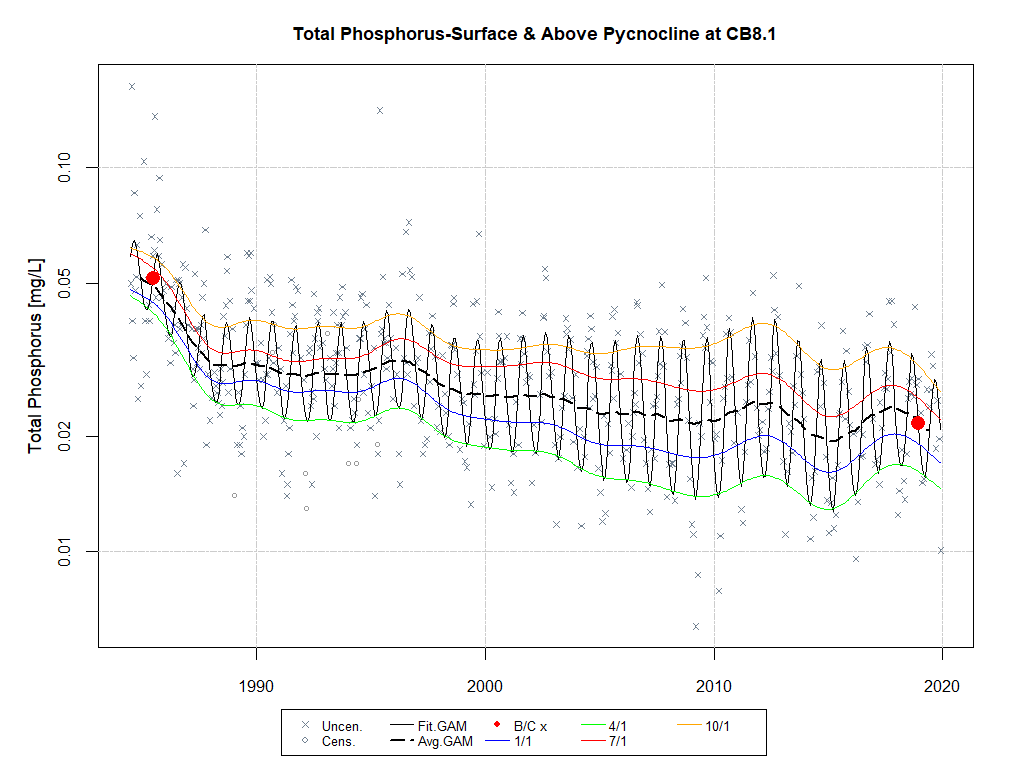 Total Phosphorus-Surface & Above Pycnocline at CB8.1
Total Phosphorus [mg/L]
0.10
0.05
0.02
0.01
1990 2000 2010 2020
Uncen. Fit.GAM B/C x 4/1 10/1
Cens. Avg.GAM 1/1 7/1